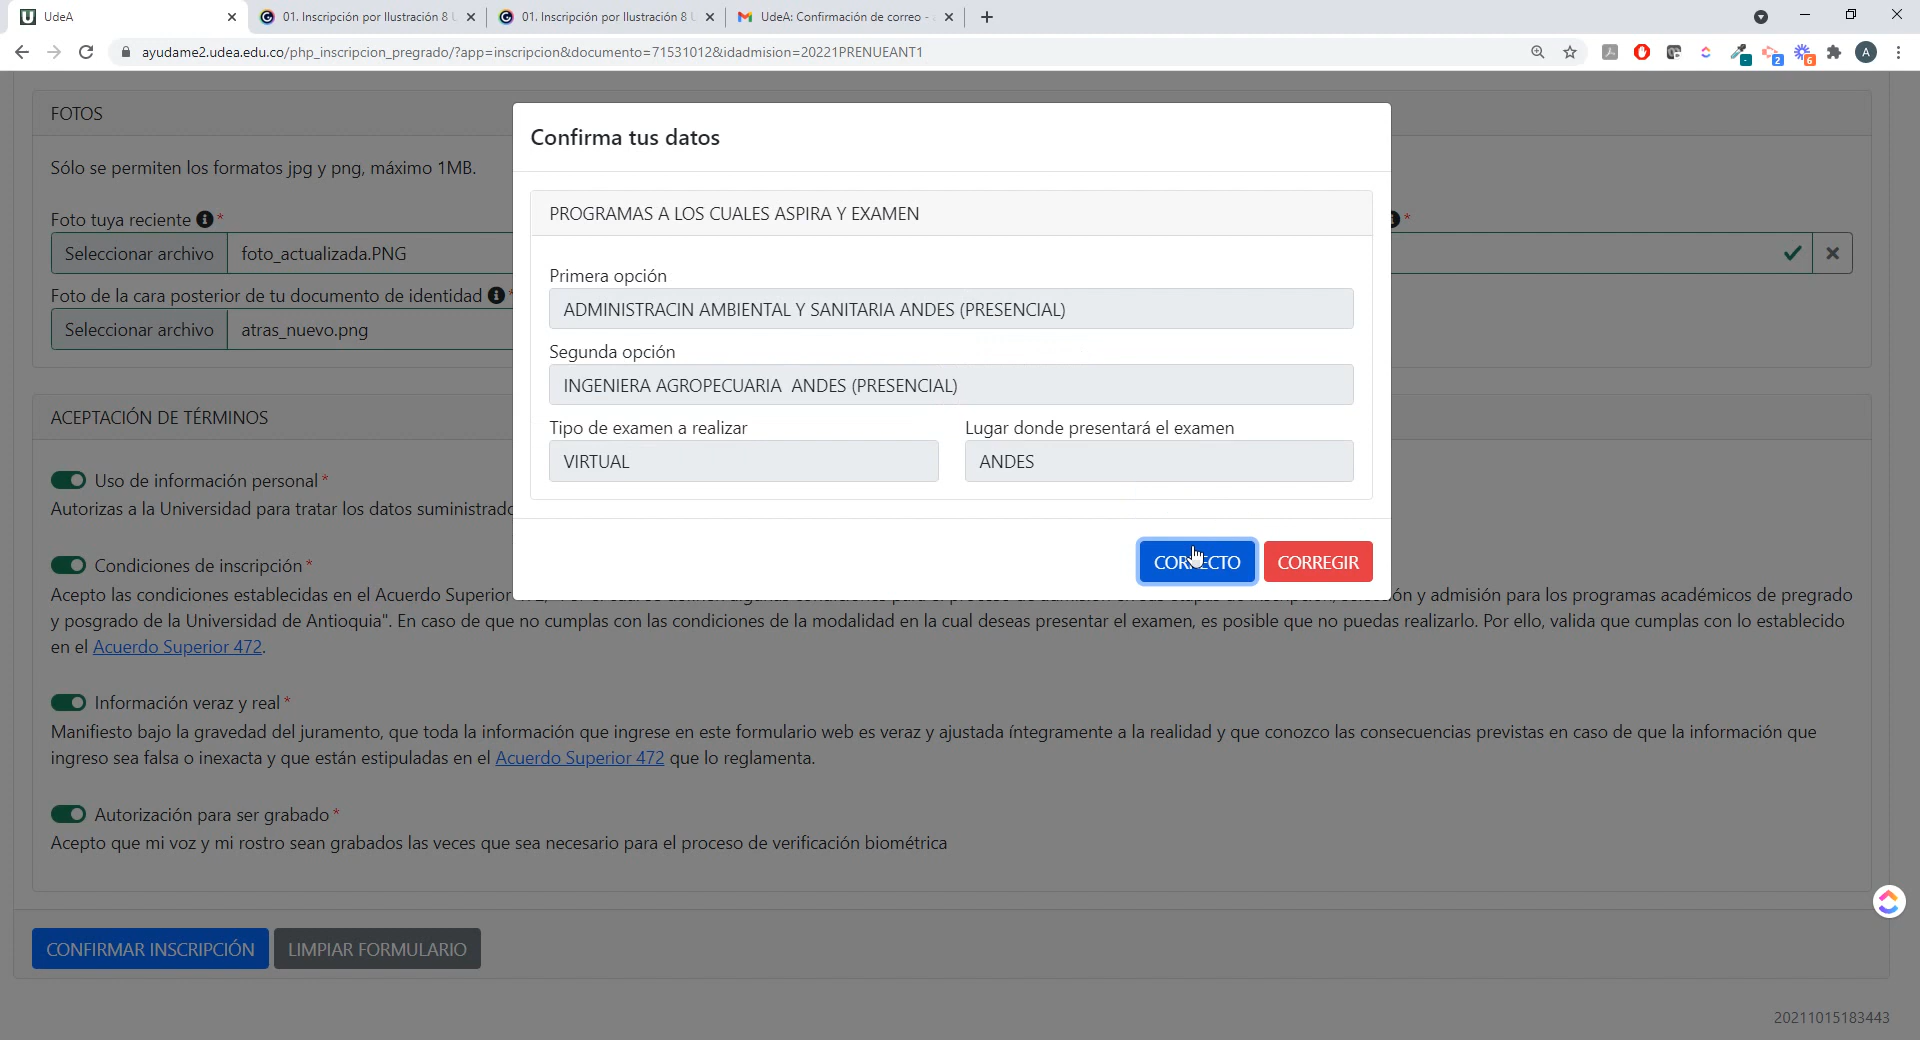 UdeA
01. Inscripción por Ilustración 8
01. Inscripción por Ilustración 8
UdeA: Confirmación de correo -
ayudame2.udea.edu.co/php_inscripcion_pregrado/?app=inscripcion&documento=71531012&idadmision=20221PRENUEANT1
A
2
6
FOTOS
Sólo se permiten los formatos jpg y png, máximo 1MB.
Foto tuya reciente *
Seleccionar archivo foto_actualizada.PNG
Foto de la cara posterior de tu documento de identidad *
Seleccionar archivo atras_nuevo.png
*
Confirma tus datos
PROGRAMAS A LOS CUALES ASPIRA Y EXAMEN
Primera opción
ADMINISTRACIN AMBIENTAL Y SANITARIA ANDES (PRESENCIAL)
Segunda opción
INGENIERA AGROPECUARIA ANDES (PRESENCIAL)
Tipo de examen a realizar
VIRTUAL
Lugar donde presentará el examen
ANDES
CORRECTO CORREGIR
ACEPTACIÓN DE TÉRMINOS
Uso de información personal *
Autorizas a la Universidad para tratar los datos suministrado
Condiciones de inscripción *
Acepto las condiciones establecidas en el Acuerdo Superior y admisión para los programas académicos de pregrado
y posgrado de la Universidad de Antioquia". En caso de que no cumplas con las condiciones de la modalidad en la cual deseas presentar el examen, es posible que no puedas realizarlo. Por ello, valida que cumplas con lo establecido
en el Acuerdo Superior 472.
Información veraz y real *
Manifiesto bajo la gravedad del juramento, que toda la información que ingrese en este formulario web es veraz y ajustada íntegramente a la realidad y que conozco las consecuencias previstas en caso de que la información que
ingreso sea falsa o inexacta y que están estipuladas en el Acuerdo Superior 472 que lo reglamenta.
Autorización para ser grabado *
Acepto que mi voz y mi rostro sean grabados las veces que sea necesario para el proceso de verificación biométrica
CONFIRMAR INSCRIPCIÓN LIMPIAR FORMULARIO
20211015183443